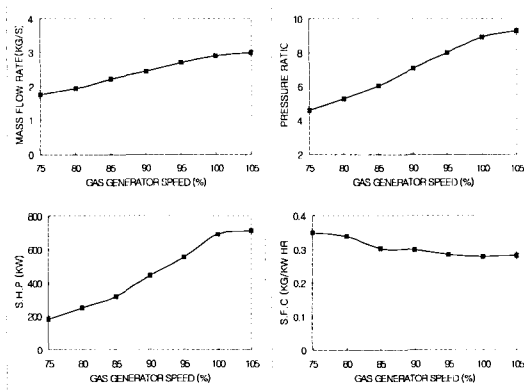 MASS FLOW RATE(KG/S)
4
3
2
1
0
75 80 85 90 95 100 105
GAS GENERATOR SPEED (%)
PRESSURE RATIC
10
8
6
4
2
75 80 85 90 95 100 105
GAS GENERATOR SPEED (%)
S.H.P (KW)
800
600
400
200
0
75 80 85 90 95 100 105
GAS GENERATOR SPEED (%)
S.F.C (KG/KW HR
0.4
0.3
0.2
0.1
0
75 80 85 90 95 100 105
GAS GENERATOR SPEED (%)